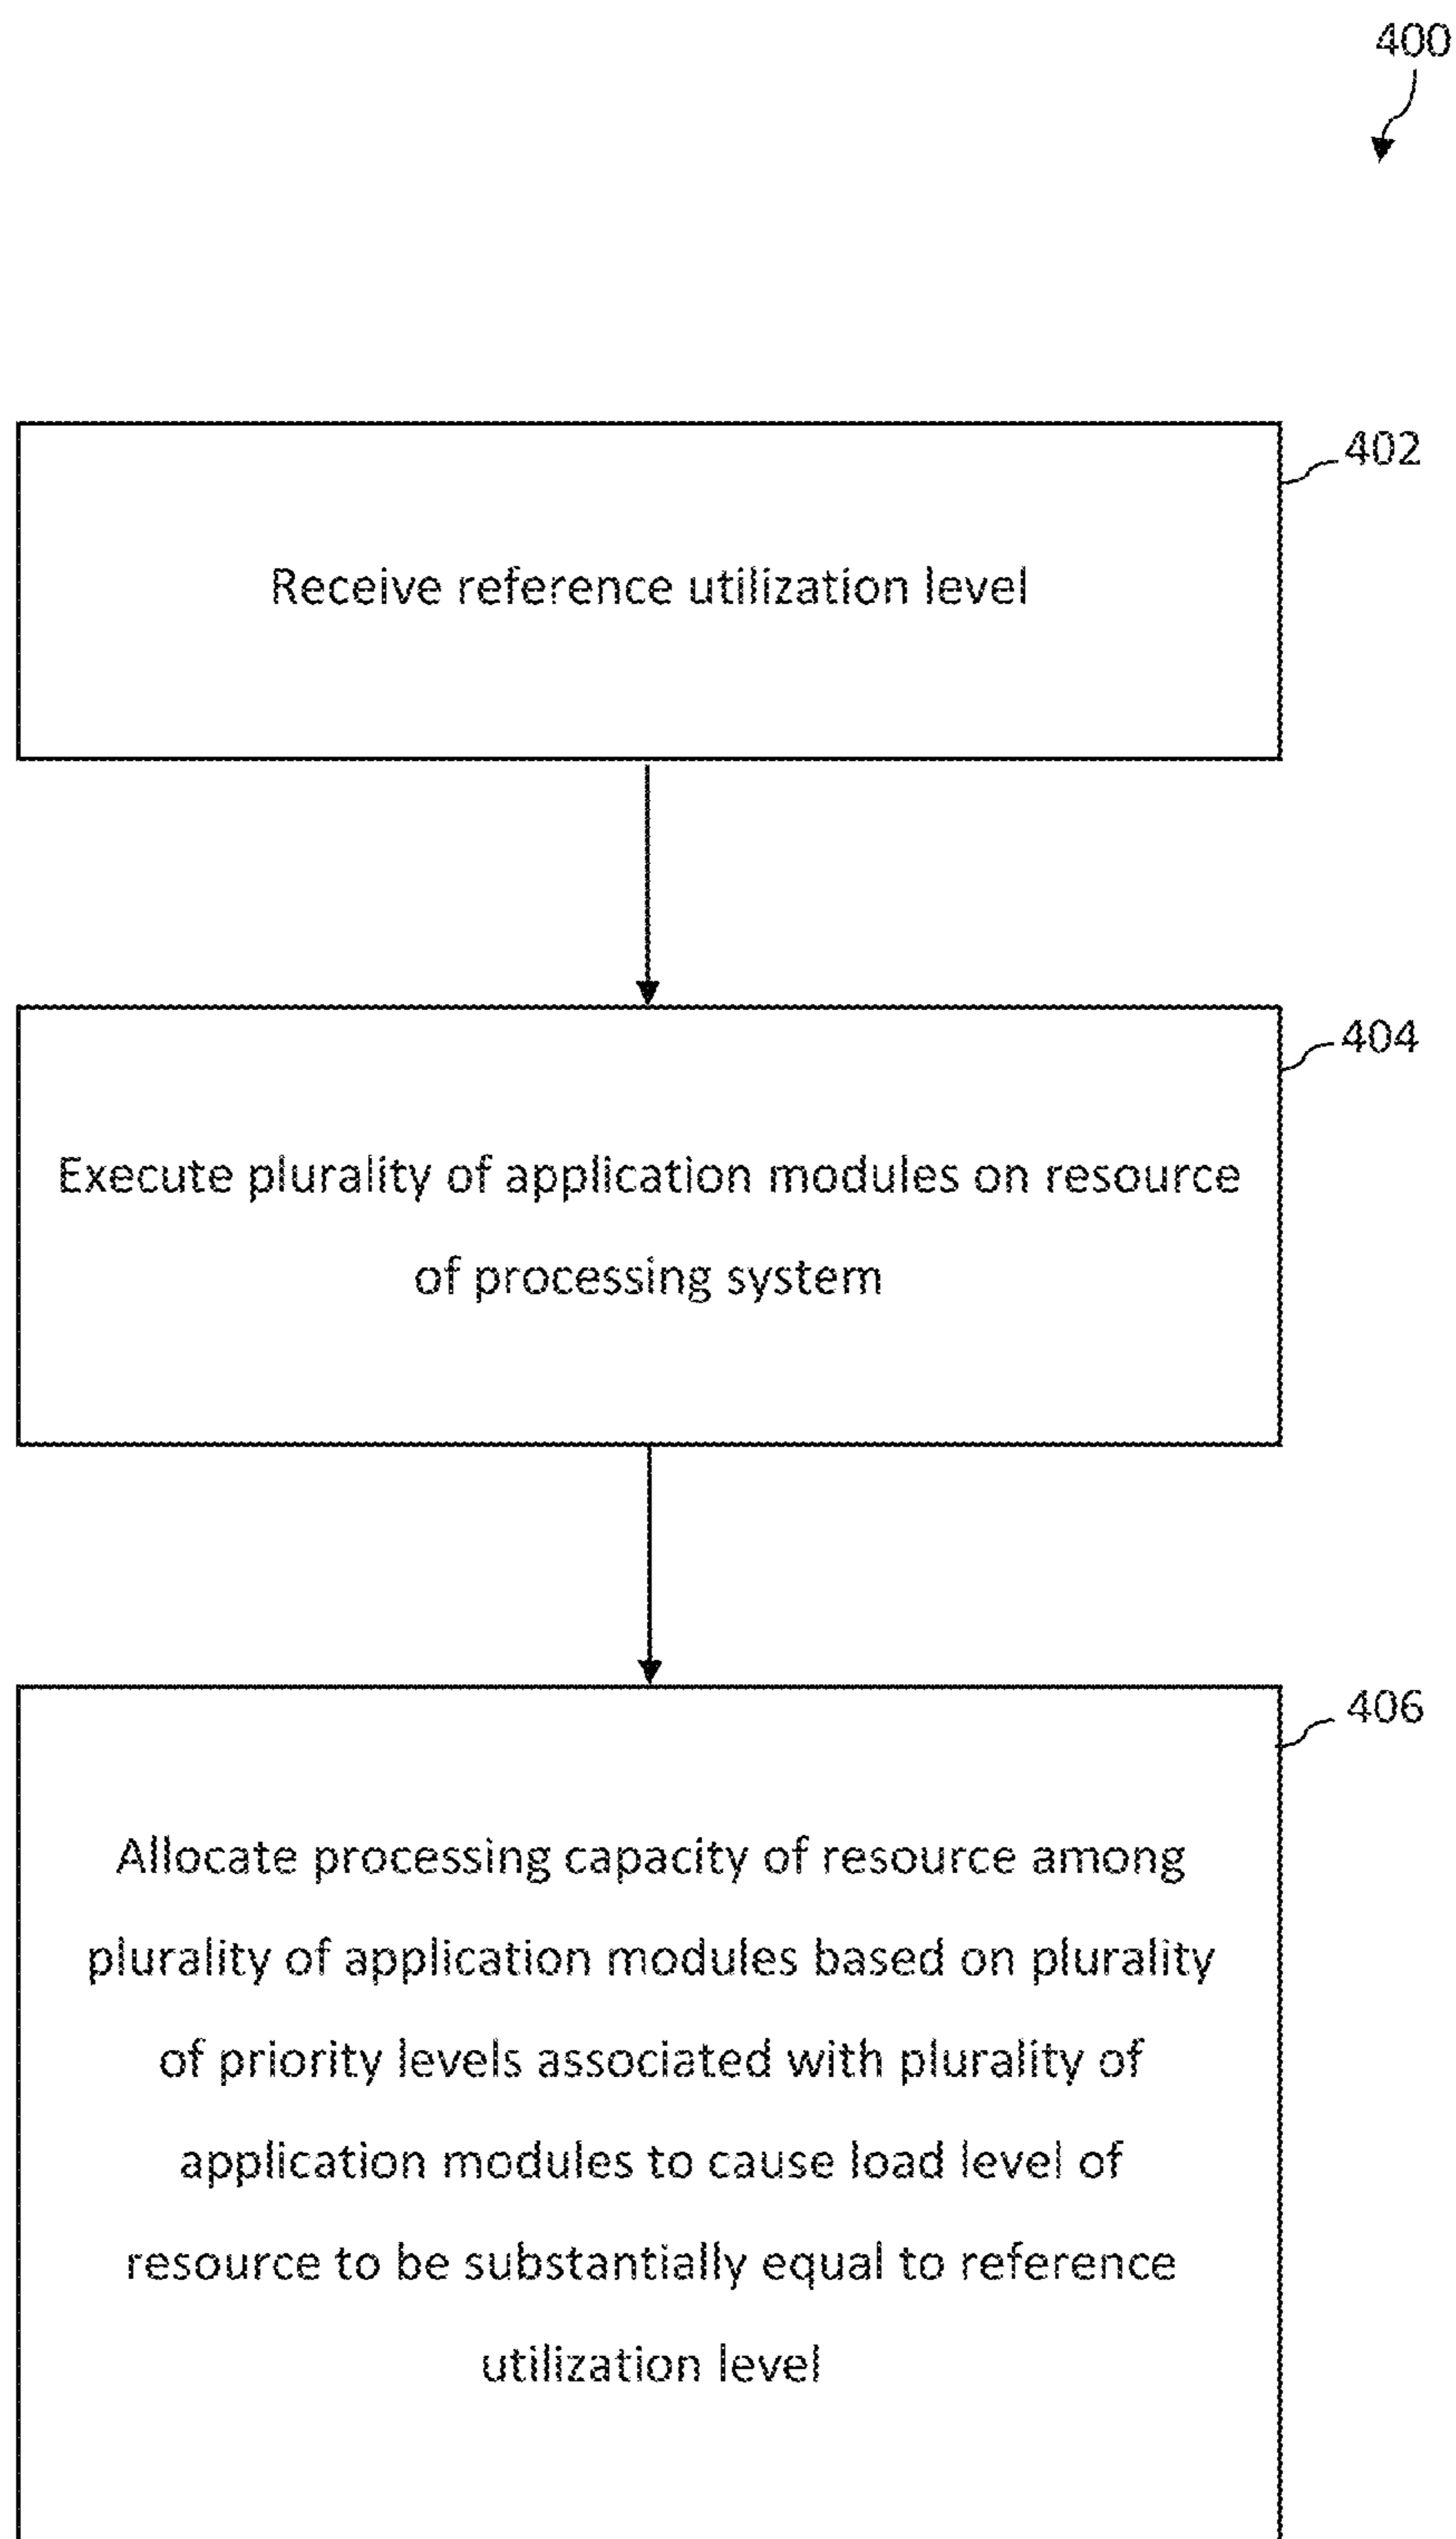 400
402
Receive reference utilization level
404
Execute plurality of application modules on resource
of processing system
406
Allocate processing capacity of resource among
plurality of application modules based on plurality
of priority levels associated with plurality of
application modules to cause load level of
resource to be substantially equal to reference
utilization level